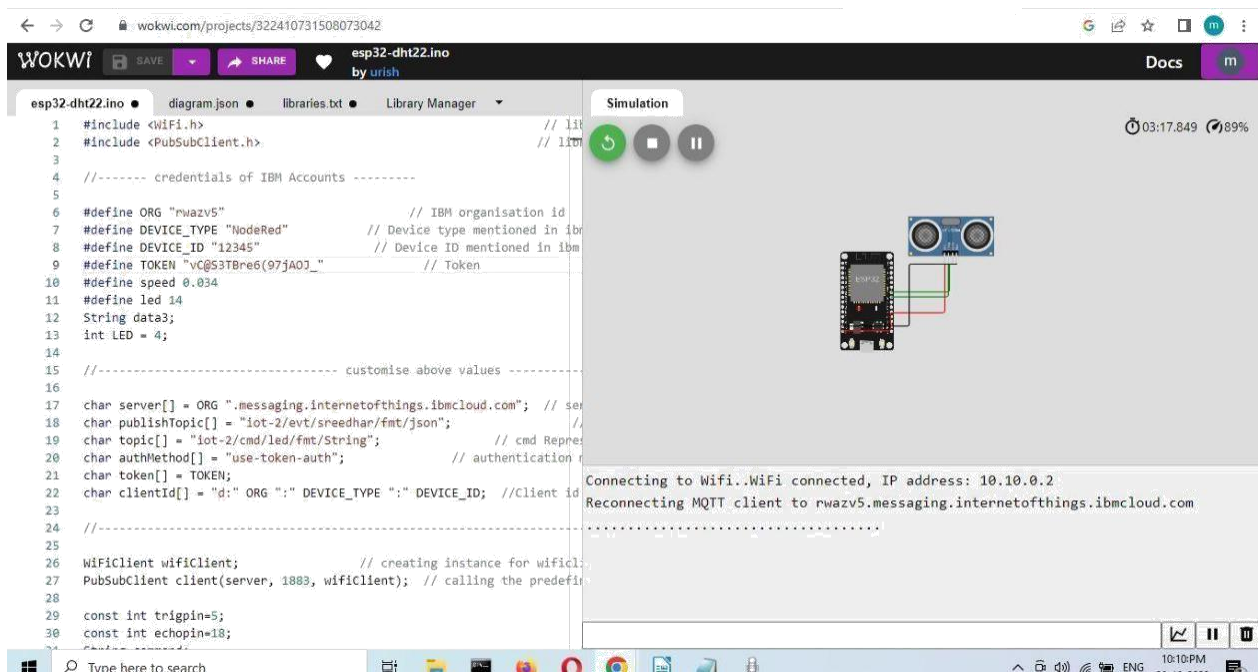 wokwi.com/projects/322410731508073042
m
WOKWI
SAVE
SHARE
esp32-dht22.ino
by urish
Docs
m
esp32-dht22.ino ●
diagram.json ●
libraries.txt ●
Library Manager
1 #include <WiFi.h> // lib
2 #include <PubSubClient.h> // lib
3
4 //------- credentials of IBM Accounts ---------
5
6 #define ORG "rwazv5" // IBM organisation id
7 #define DEVICE_TYPE "NodeRed" // Device type mentioned in ibm
8 #define DEVICE_ID "12345" // Device ID mentioned in ibm
9 #define TOKEN "vC@S3TBre6(97jAOJ_" // Token
10 #define speed 0.034
11 #define led 14
12 String data3;
13 int LED = 4;
14
15 //--------------------------------- customise above values ----------
16
17 char server[] = ORG ".messaging.internetofthings.ibmcloud.com"; // ser
18 char publishTopic[] = "iot-2/evt/sreedhar/fmt/json"; //
19 char topic[] = "iot-2/cmd/led/fmt/String"; // cmd Repres
20 char authMethod[] = "use-token-auth"; // authentication m
21 char token[] = TOKEN;
22 char clientId[] = "d:" ORG ":" DEVICE_TYPE ":" DEVICE_ID; //Client id
23
24 //-----------------------------------------------------------------
25
26 WiFiClient wifiClient; // creating instance for wificli
27 PubSubClient client(server, 1883, wifiClient); // calling the predefin
28
29 const int trigpin=5;
30 const int echopin=18;
Simulation
03:17.849 89%
ESP32
Connecting to Wifi..WiFi connected, IP address: 10.10.0.2
Reconnecting MQTT client to rwazv5.messaging.internetofthings.ibmcloud.com
....................................
Type here to search
ENG
10:10PM